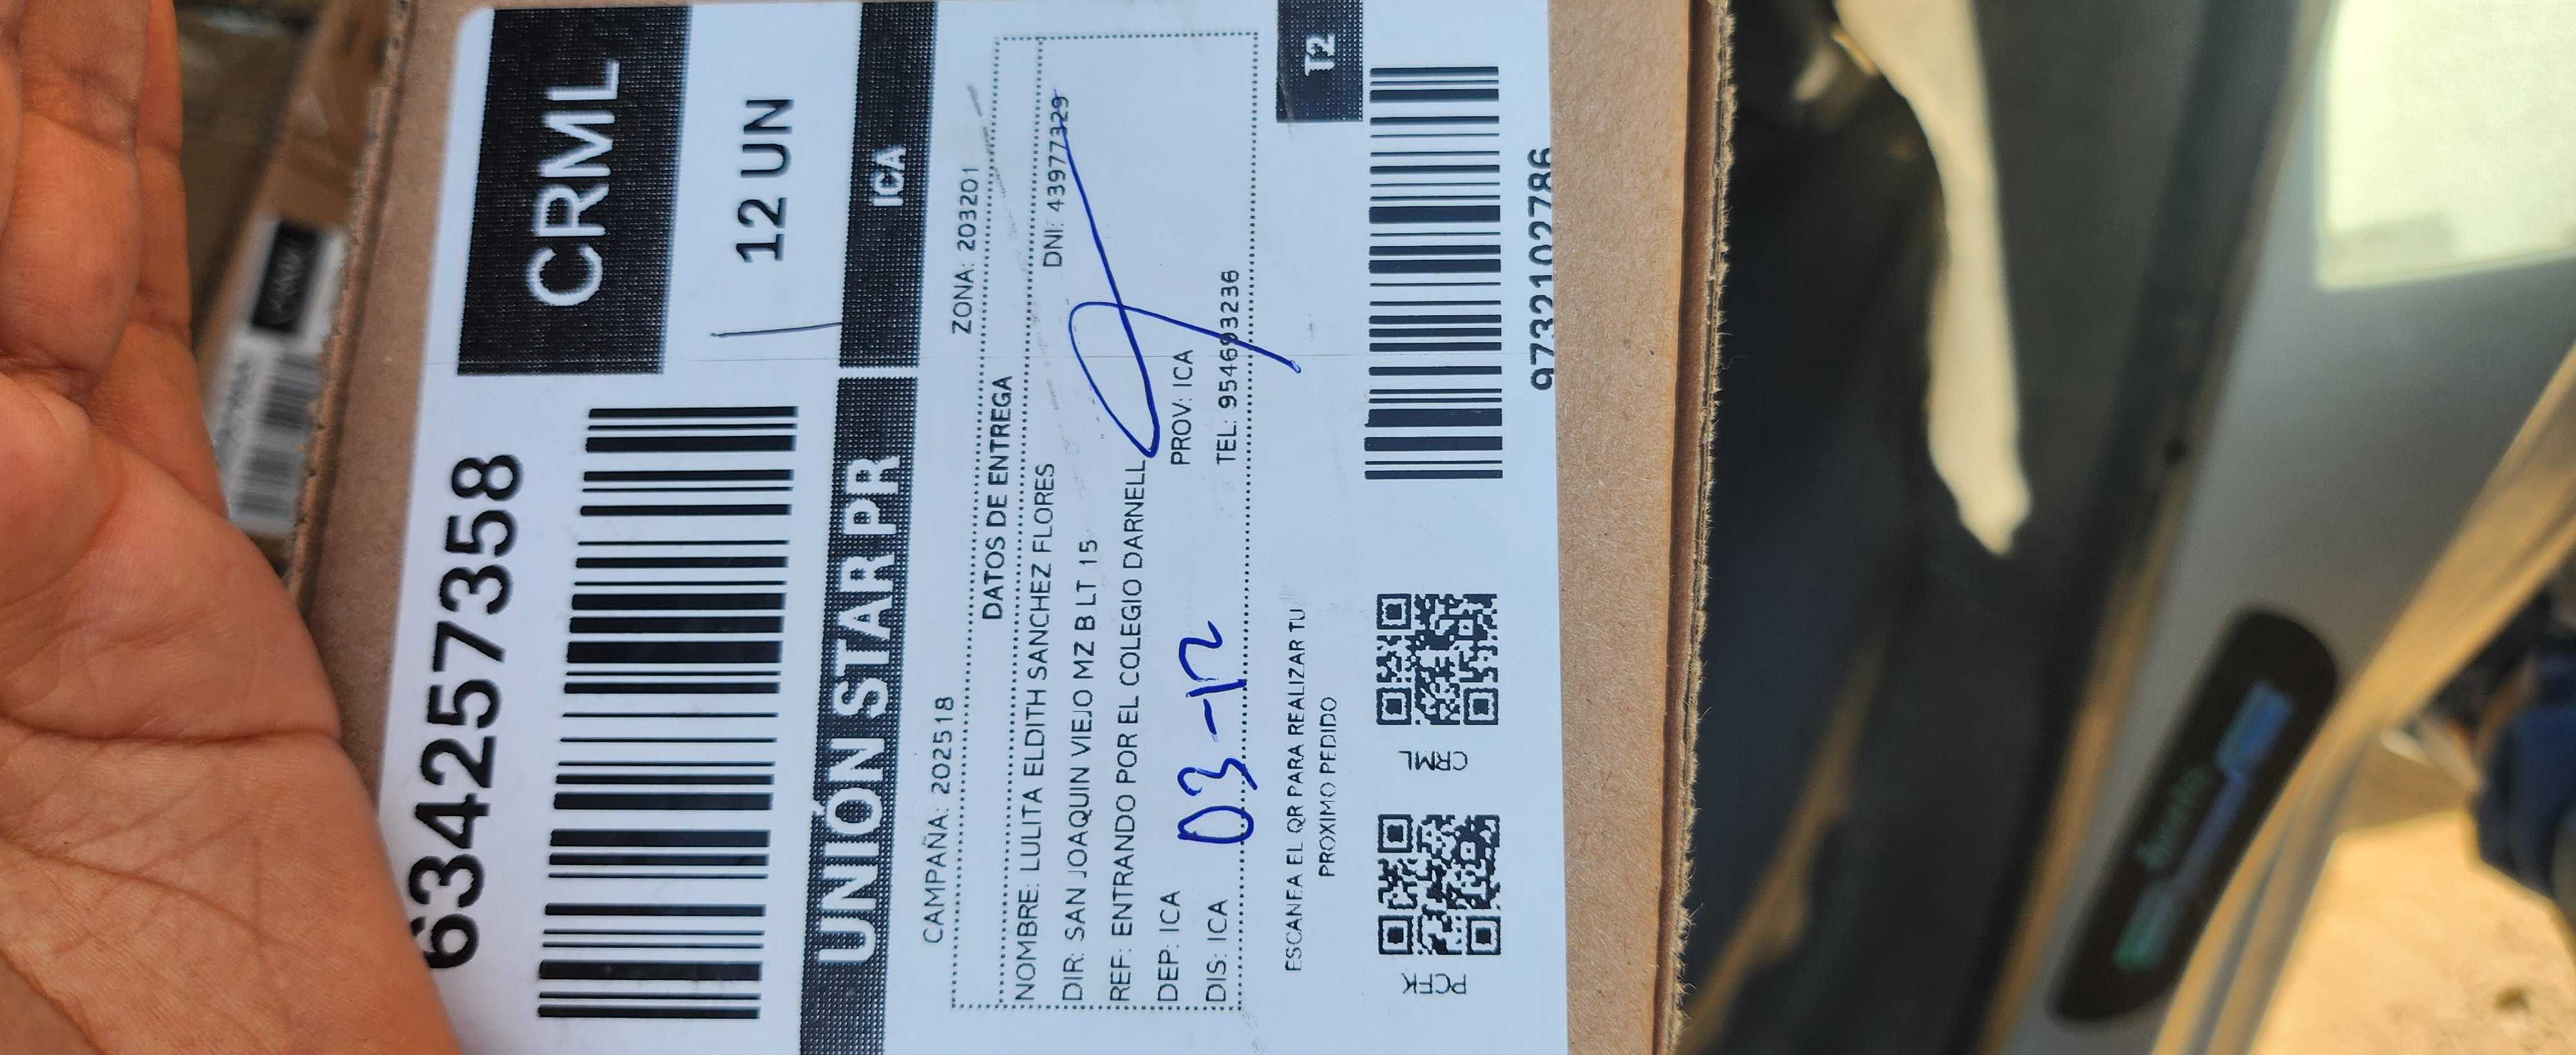 CRML
634257358
12 UN
UNIÓN STAR PR
ICA
CAMPAÑA: 202518 ZONA: 203201
DATOS DE ENTREGA
NOMBRE: LULITA ELDITH SANCHEZ FLORES
DNI: 43977329
DIR: SAN JOAQUIN VIEJO MZ B LT 15
REF: ENTRANDO POR EL COLEGIO DARNELL
DEP: ICA PROV: ICA
DIS: ICA TEL: 954693236
03-12
T2
ESCANEA EL QR PARA REALIZAR TU
PROXIMO PEDIDO
PCFK
CRML
9732102786